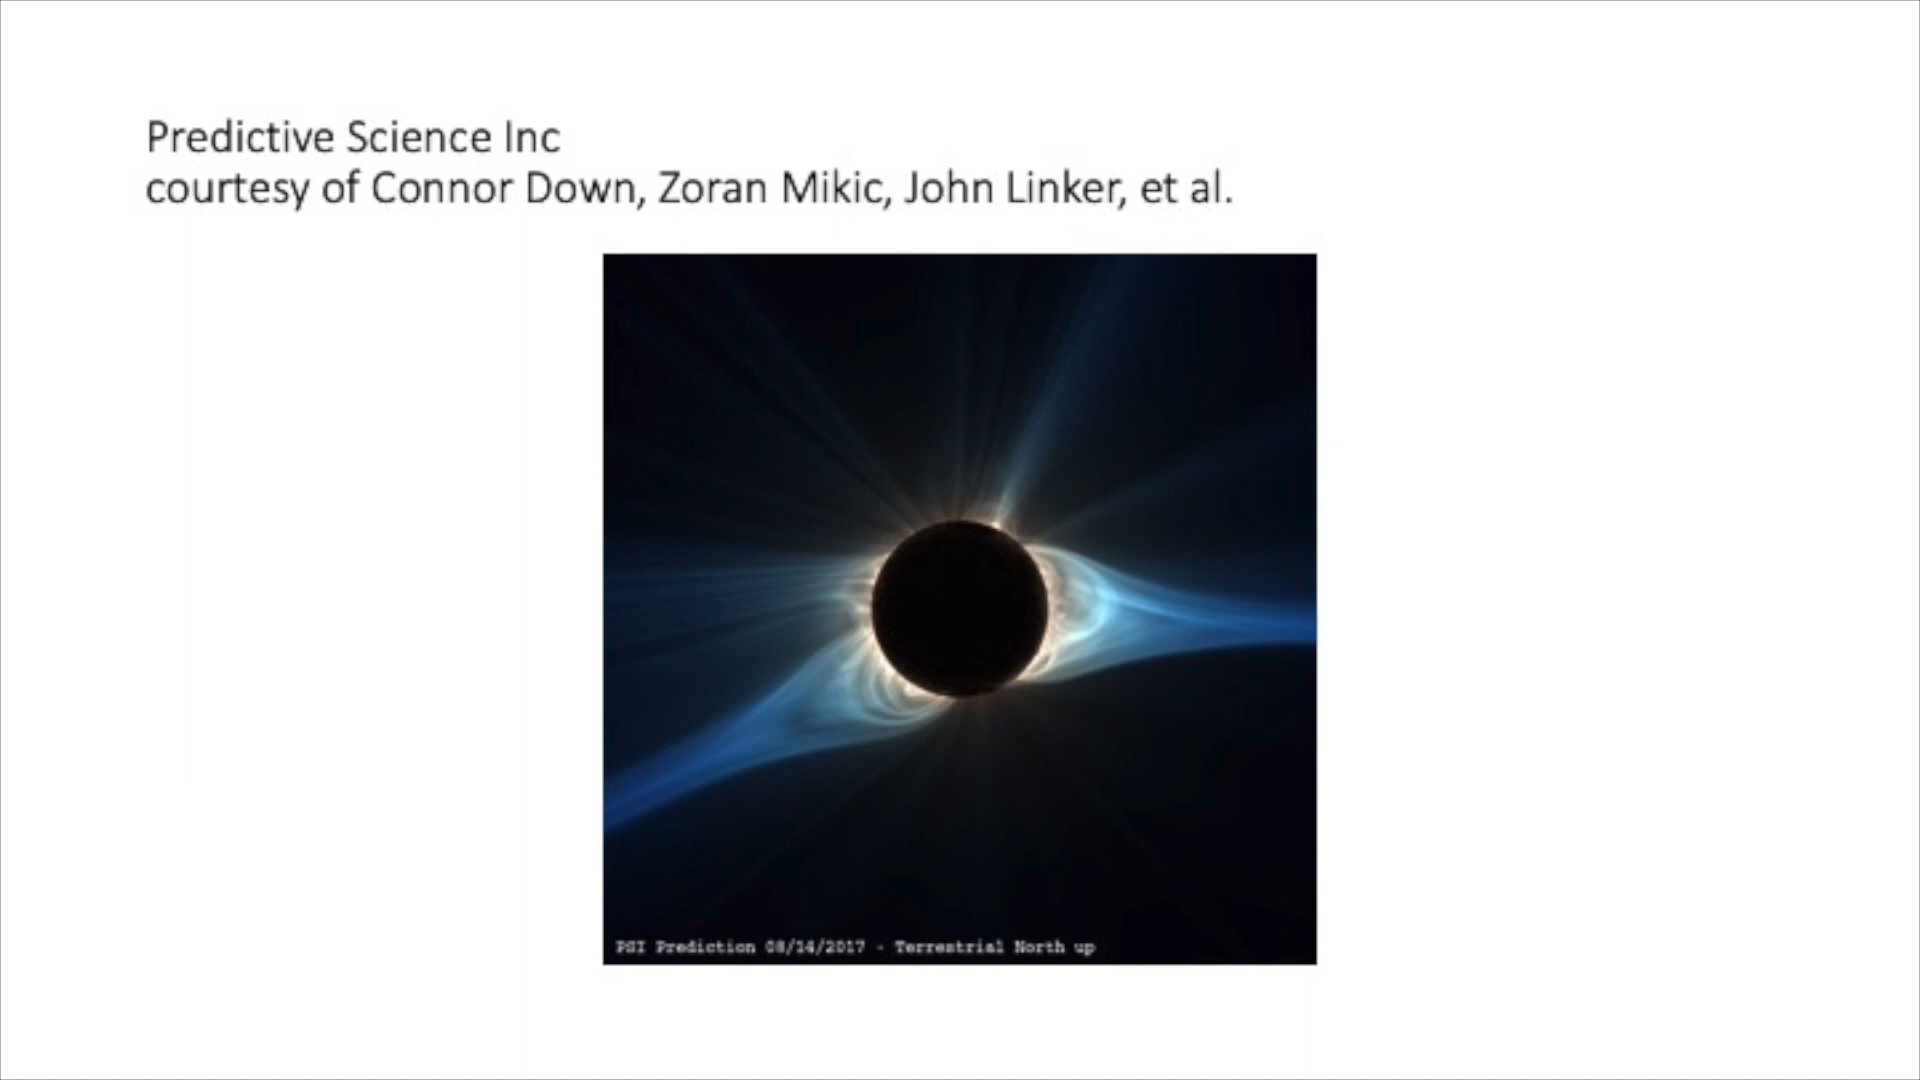 Predictive Science Inc
courtesy of Connor Down, Zoran Mikic, John Linker, et al.
PSI Prediction 08/14/2017 - Terrestrial North up